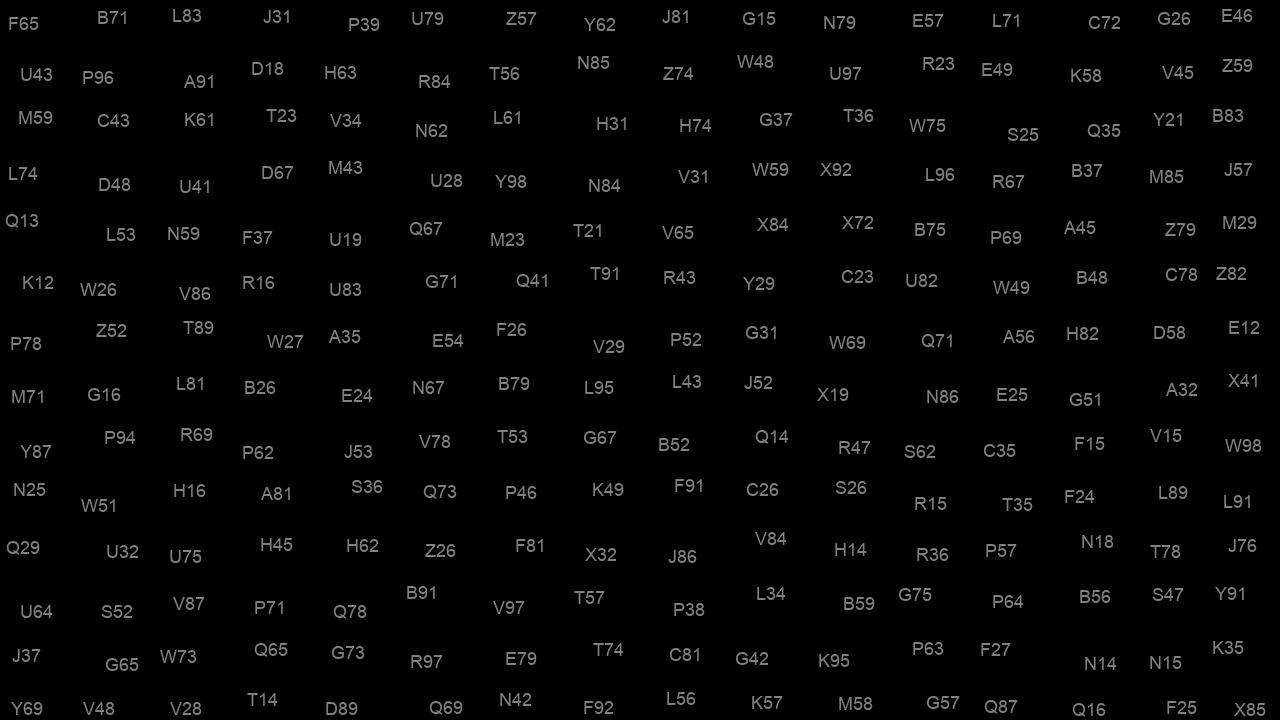 F65 B71 L83 J31 P39 U79 Z57 Y62 J81 G15 N79 E57 L71 C72 G26 E46
U43 P96 A91 D18 H63 R84 T56 N85 Z74 W48 U97 R23 E49 K58 V45 Z59
M59 C43 K61 T23 V34 N62 L61 H31 H74 G37 T36 W75 S25 Q35 Y21 B83
L74 D48 U41 D67 M43 U28 Y98 N84 V31 W59 X92 L96 R67 B37 M85 J57
Q13 L53 N59 F37 U19 Q67 M23 T21 V65 X84 X72 B75 P69 A45 Z79 M29
K12 W26 V86 R16 U83 G71 Q41 T91 R43 Y29 C23 U82 W49 B48 C78 Z82
P78 Z52 T89 W27 A35 E54 F26 V29 P52 G31 W69 Q71 A56 H82 D58 E12
M71 G16 L81 B26 E24 N67 B79 L95 L43 J52 X19 N86 E25 G51 A32 X41
Y87 P94 R69 P62 J53 V78 T53 G67 B52 Q14 R47 S62 C35 F15 V15 W98
N25 W51 H16 A81 S36 Q73 P46 K49 F91 C26 S26 R15 T35 F24 L89 L91
Q29 U32 U75 H45 H62 Z26 F81 X32 J86 V84 H14 R36 P57 N18 T78 J76
U64 S52 V87 P71 Q78 B91 V97 T57 P38 L34 B59 G75 P64 B56 S47 Y91
J37 G65 W73 Q65 G73 R97 E79 T74 C81 G42 K95 P63 F27 N14 N15 K35
Y69 V48 V28 T14 D89 Q69 N42 F92 L56 K57 M58 G57 Q87 Q16 F25 X85